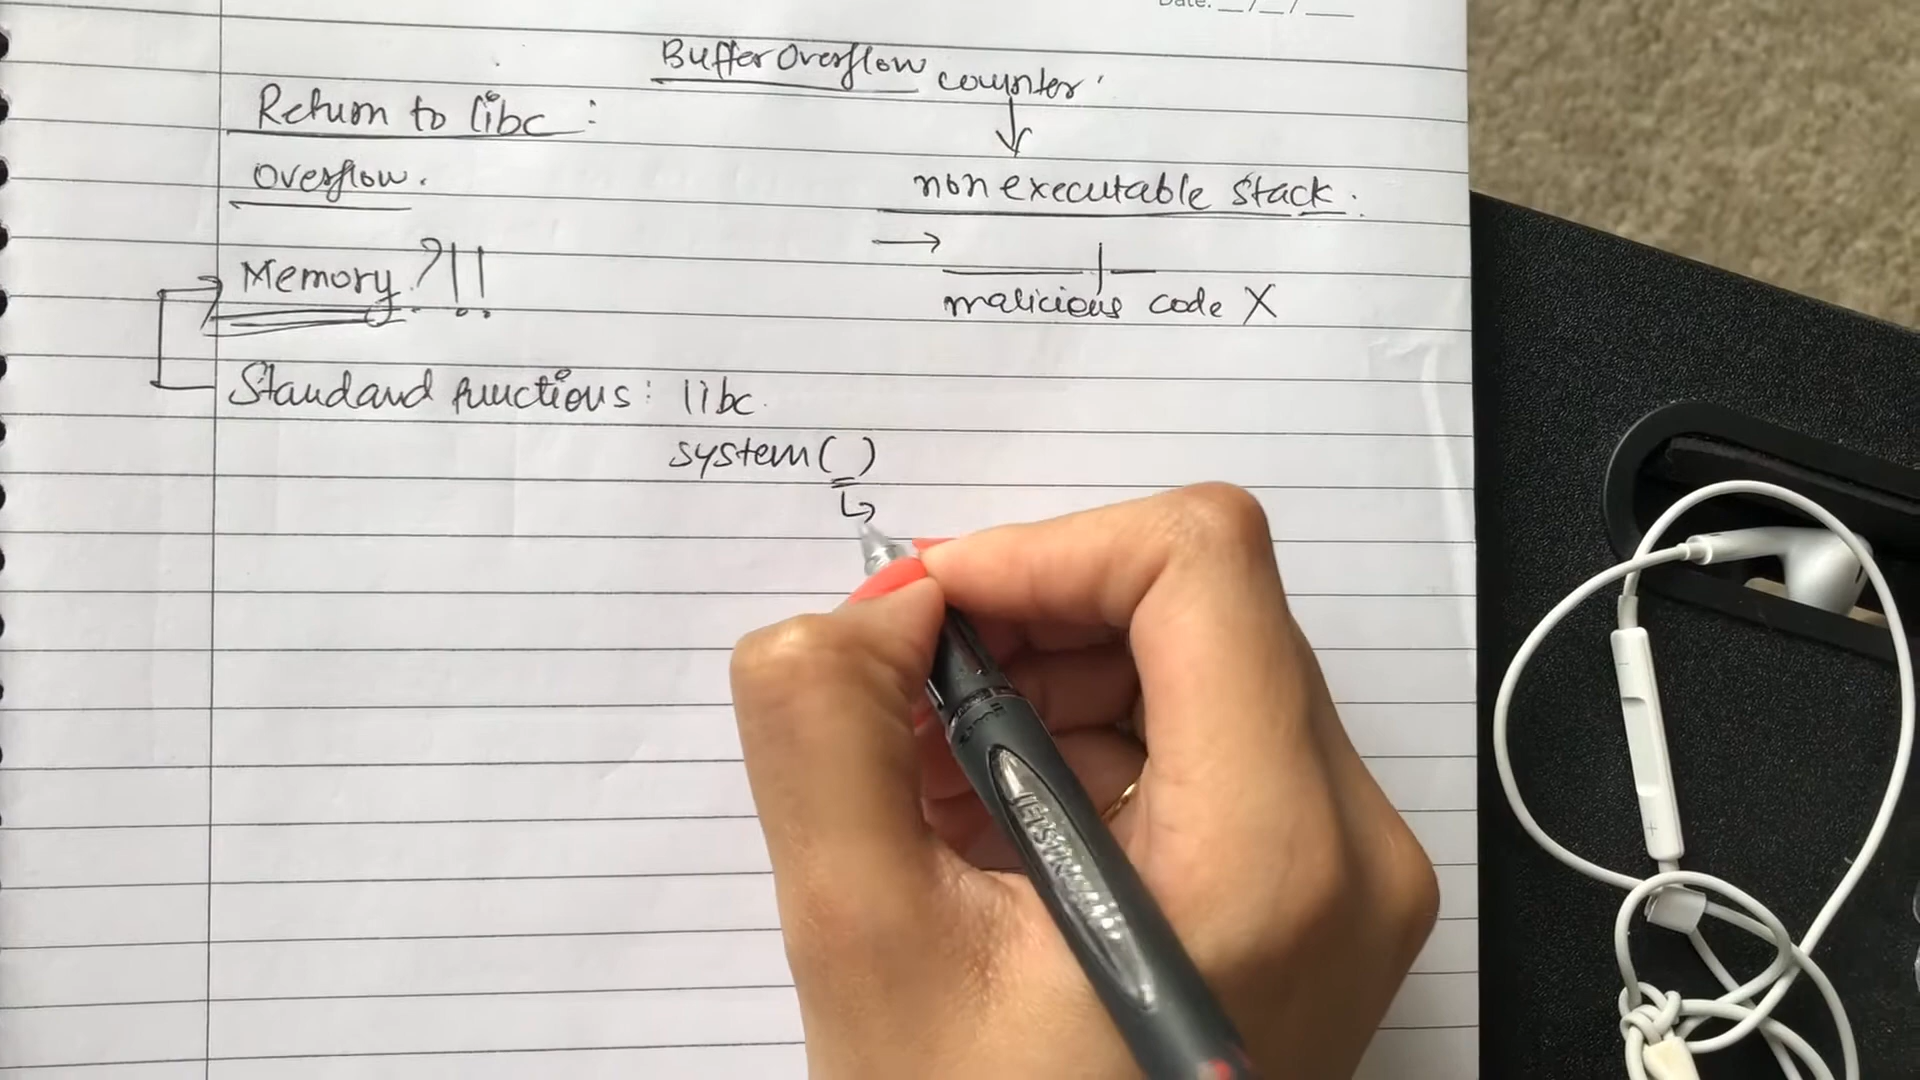 Date: __/__/____
Buffer Overflow counter
Return to libc :
Overflow.
non executable stack.
Memory ?!!
malicious code X
Standard functions: libc.
system( )
JETSTREAM